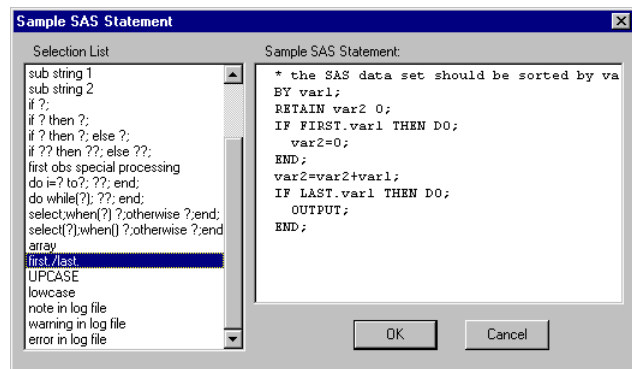 Sample SAS Statement
Selection List
sub string 1
sub string 2
if ?;
if ? then ?;
if ? then ?; else ?;
if ?? then ??; else ??;
first obs special processing
do i=? to?; ??; end;
do while(?); ??; end;
select;when(?) ?;otherwise ?;end;
select(?);when() ?;otherwise ?;end
array
first./last.
UPCASE
lowcase
note in log file
warning in log file
error in log file
Sample SAS Statement:
* the SAS data set should be sorted by va
BY var1;
RETAIN var2 0;
IF FIRST.var1 THEN DO;
var2=0;
END;
var2=var2+var1;
IF LAST.var1 THEN DO;
OUTPUT;
END;
OK
Cancel